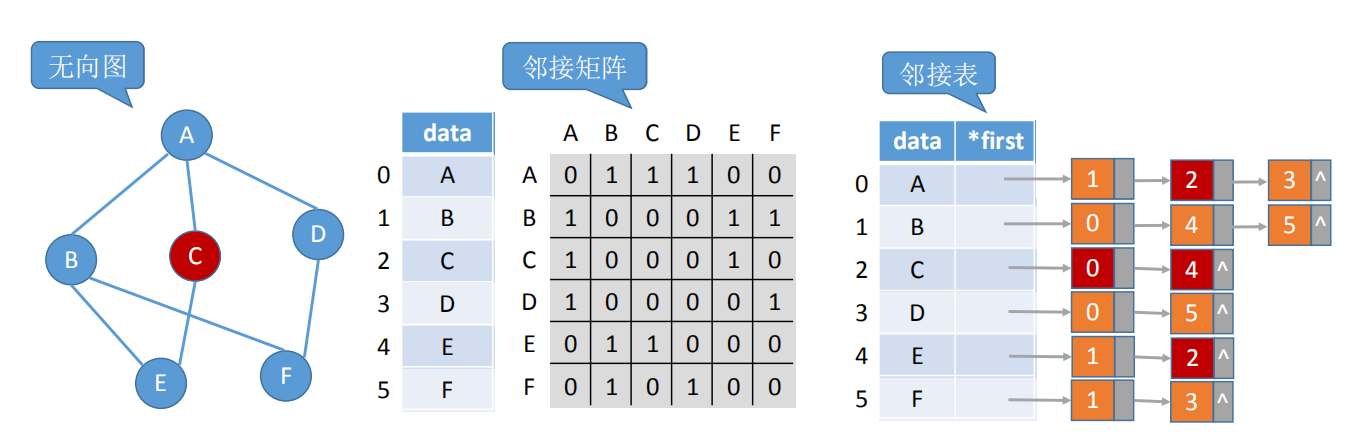 无向图
A
B
C
D
E
F
邻接矩阵
data
0 A
1 B
2 C
3 D
4 E
5 F
A B C D E F
A 0 1 1 1 0 0
B 1 0 0 0 1 1
C 1 0 0 0 1 0
D 1 0 0 0 0 1
E 0 1 1 0 0 0
F 0 1 0 1 0 0
邻接表
data *first
0 A 1 2 3 ^
1 B 0 4 5 ^
2 C 0 4 ^
3 D 0 5 ^
4 E 1 2 ^
5 F 1 3 ^